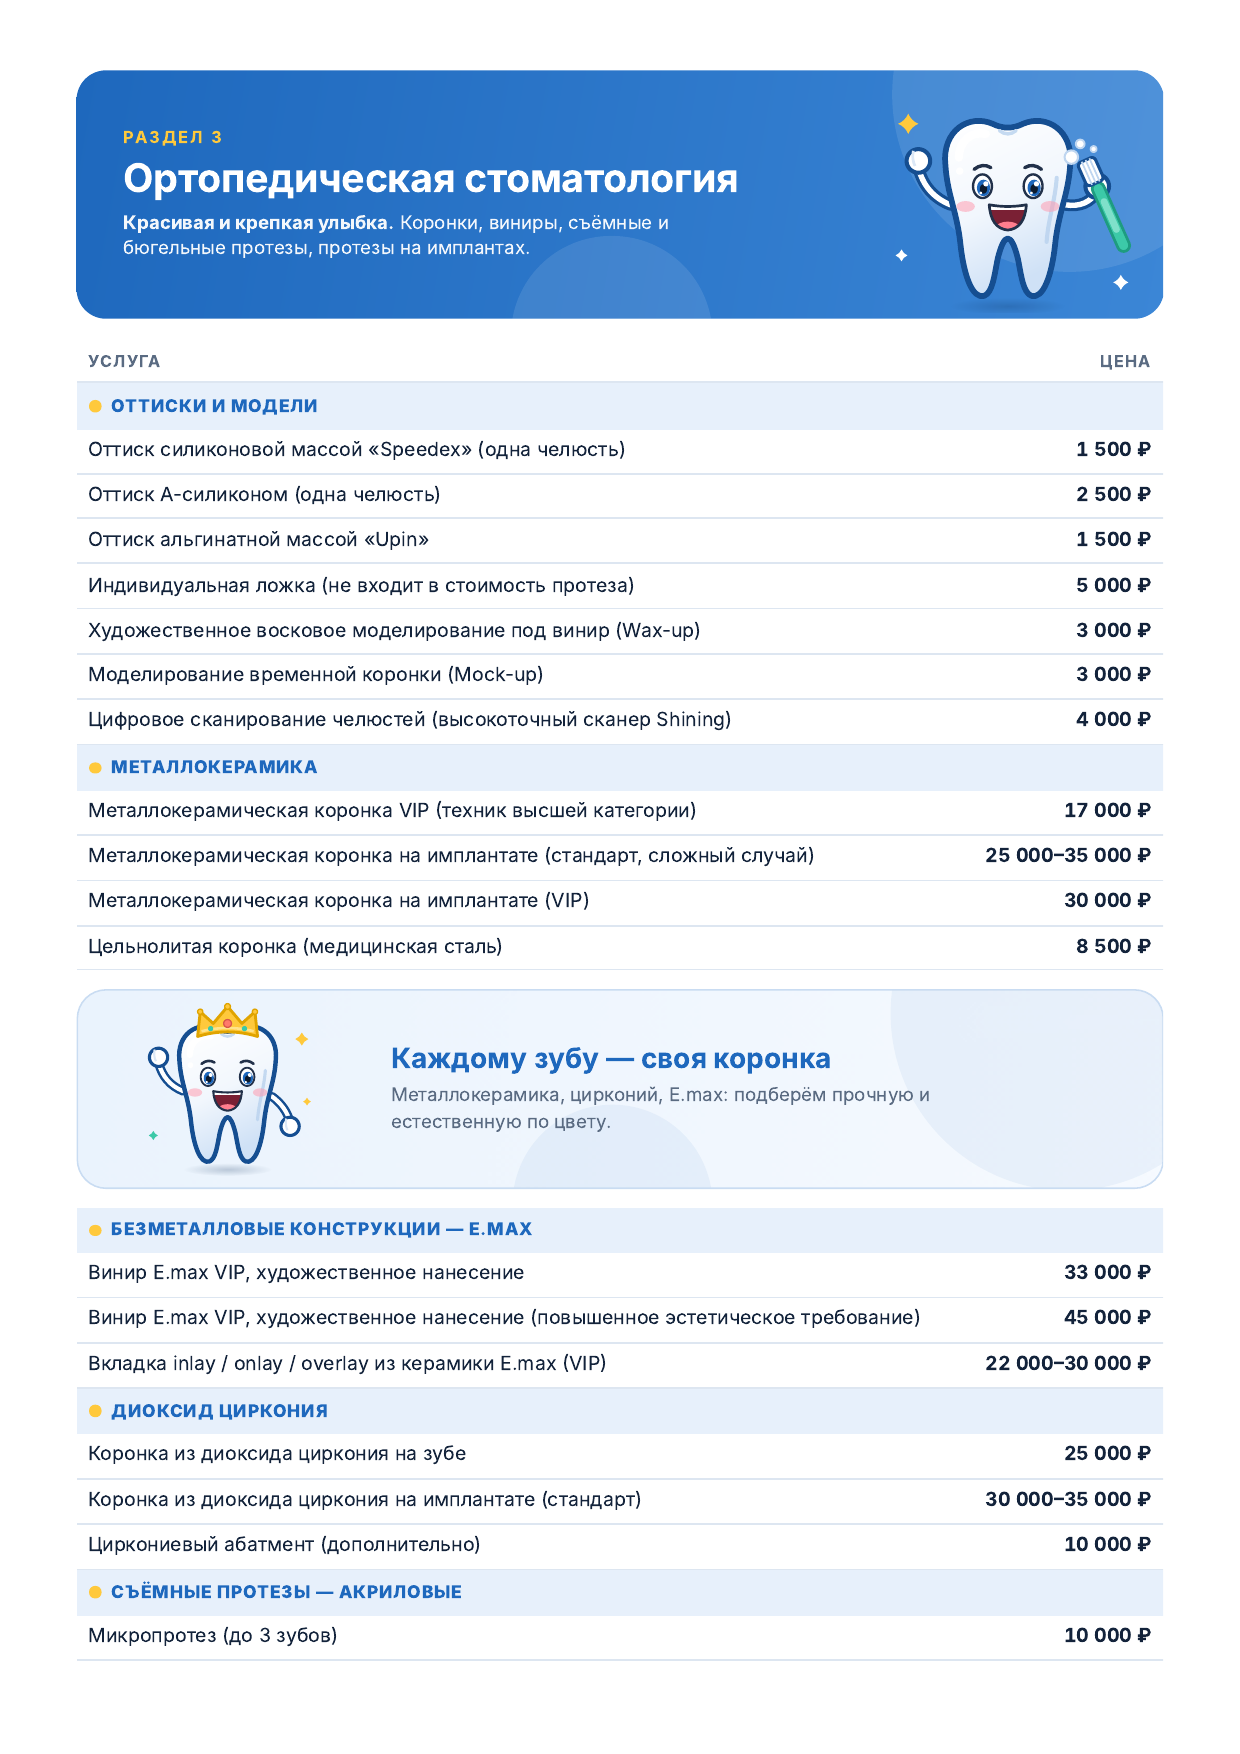 РАЗДЕЛ 3
Ортопедическая стоматология
Красивая и крепкая улыбка. Коронки, виниры, съёмные и
бюгельные протезы, протезы на имплантах.
УСЛУГА ЦЕНА
ОТТИСКИ И МОДЕЛИ
Оттиск силиконовой массой «Speedex» (одна челюсть) 1 500 ₽
Оттиск А-силиконом (одна челюсть) 2 500 ₽
Оттиск альгинатной массой «Upin» 1 500 ₽
Индивидуальная ложка (не входит в стоимость протеза) 5 000 ₽
Художественное восковое моделирование под винир (Wax-up) 3 000 ₽
Моделирование временной коронки (Mock-up) 3 000 ₽
Цифровое сканирование челюстей (высокоточный сканер Shining) 4 000 ₽
МЕТАЛЛОКЕРАМИКА
Металлокерамическая коронка VIP (техник высшей категории) 17 000 ₽
Металлокерамическая коронка на имплантате (стандарт, сложный случай) 25 000–35 000 ₽
Металлокерамическая коронка на имплантате (VIP) 30 000 ₽
Цельнолитая коронка (медицинская сталь) 8 500 ₽
Каждому зубу — своя коронка
Металлокерамика, цирконий, E.max: подберём прочную и
естественную по цвету.
БЕЗМЕТАЛЛОВЫЕ КОНСТРУКЦИИ — E.MAX
Винир E.max VIP, художественное нанесение 33 000 ₽
Винир E.max VIP, художественное нанесение (повышенное эстетическое требование) 45 000 ₽
Вкладка inlay / onlay / overlay из керамики E.max (VIP) 22 000–30 000 ₽
ДИОКСИД ЦИРКОНИЯ
Коронка из диоксида циркония на зубе 25 000 ₽
Коронка из диоксида циркония на имплантате (стандарт) 30 000–35 000 ₽
Циркониевый абатмент (дополнительно) 10 000 ₽
СЪЁМНЫЕ ПРОТЕЗЫ — АКРИЛОВЫЕ
Микропротез (до 3 зубов) 10 000 ₽